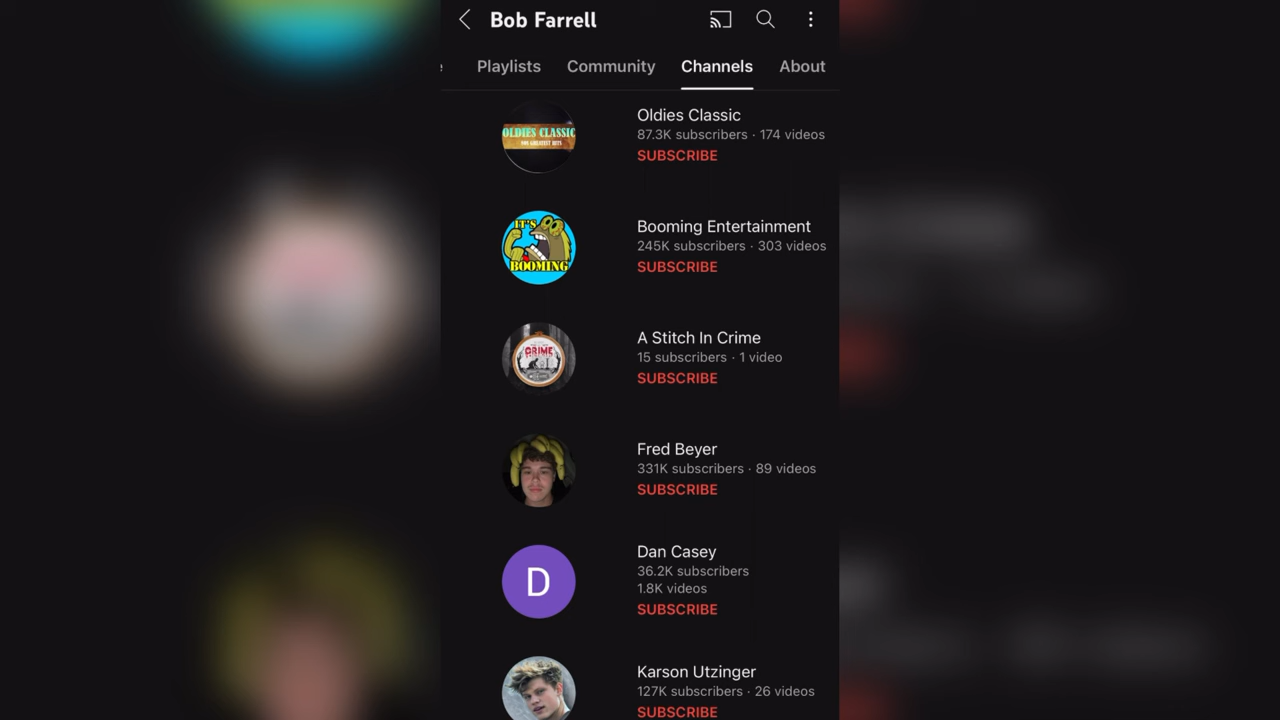 Bob Farrell
Playlists
Community
Channels
About
OLDIES CLASSIC
Oldies Classic
87.3K subscribers · 174 videos
SUBSCRIBE
IT'S
BOOMING
Booming Entertainment
245K subscribers · 303 videos
SUBSCRIBE
CRIME
A Stitch In Crime
15 subscribers · 1 video
SUBSCRIBE
Fred Beyer
331K subscribers · 89 videos
SUBSCRIBE
D
Dan Casey
36.2K subscribers
1.8K videos
SUBSCRIBE
Karson Utzinger
127K subscribers · 26 videos
SUBSCRIBE